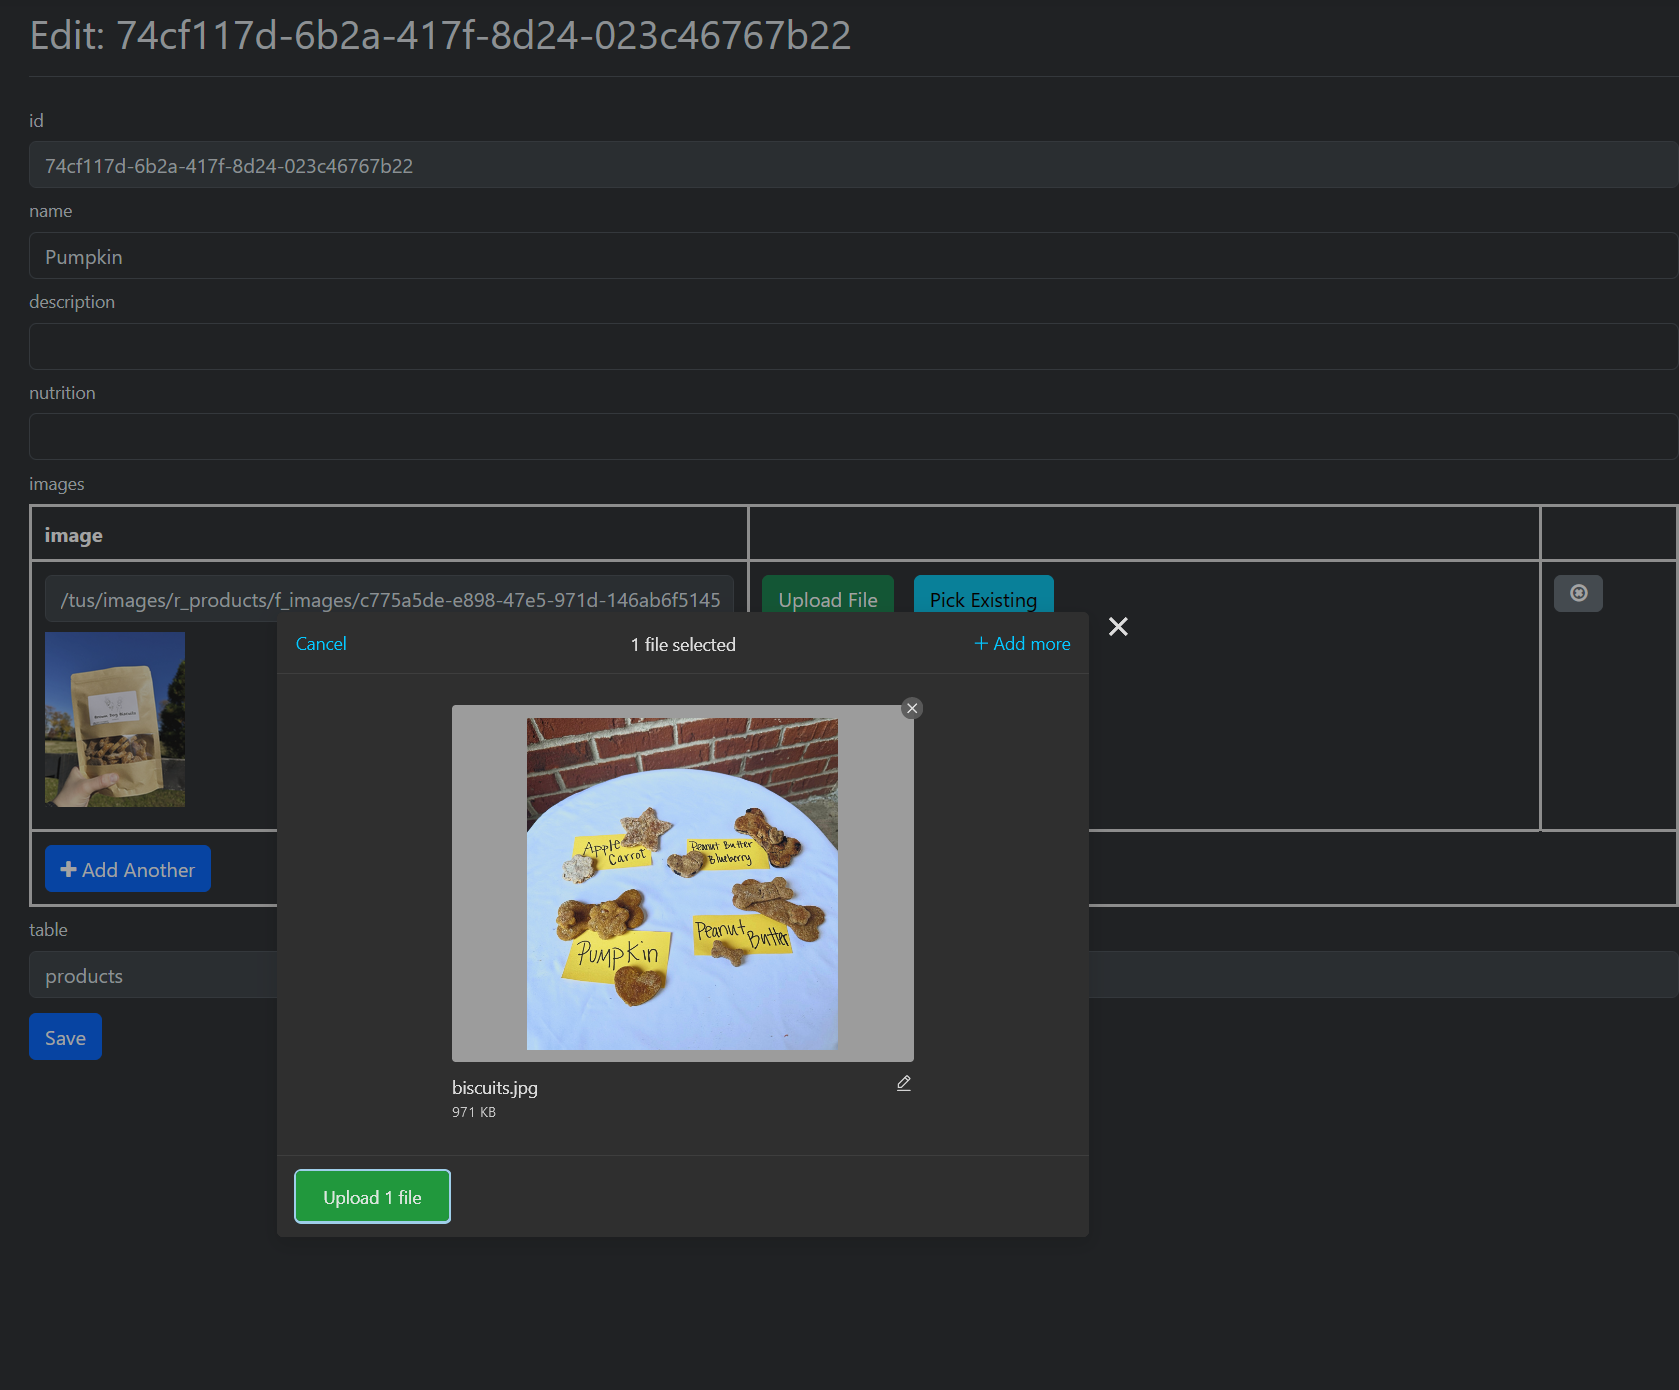 Edit: 74cf117d-6b2a-417f-8d24-023c46767b22
id
74cf117d-6b2a-417f-8d24-023c46767b22
name
Pumpkin
description
nutrition
images
image
/tus/images/r_products/f_images/c775a5de-e898-47e5-971d-146ab6f5145
Upload File
Pick Existing
Cancel
1 file selected
+ Add more
Apple
Carrot
Peanut Butter
Blueberry
Pumpkin
Peanut
Butter
biscuits.jpg
971 KB
Upload 1 file
Add Another
table
products
Save